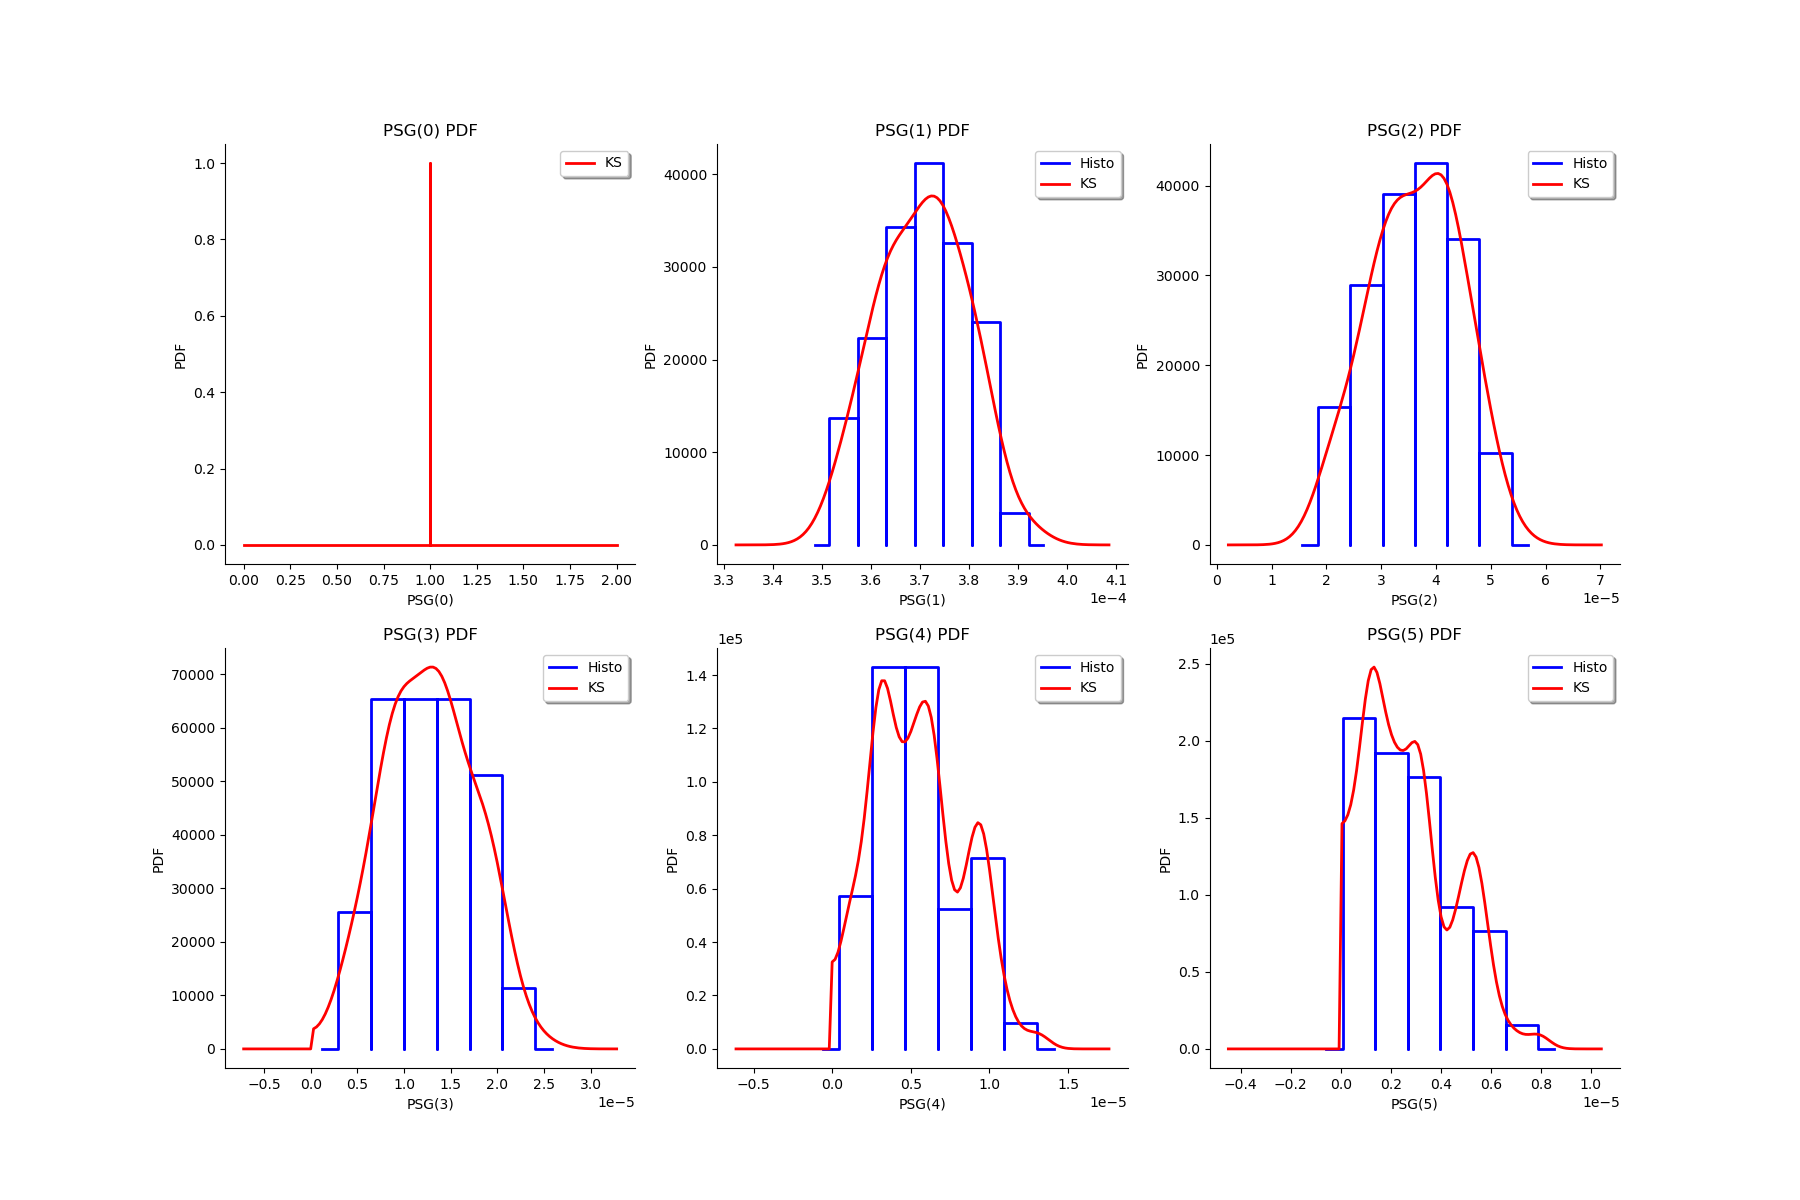 PSG(0) PDF
KS
1.0
0.8
0.6
0.4
0.2
0.0
PDF
0.00 0.25 0.50 0.75 1.00 1.25 1.50 1.75 2.00
PSG(0)
PSG(1) PDF
Histo
KS
40000
30000
20000
10000
0
PDF
3.3 3.4 3.5 3.6 3.7 3.8 3.9 4.0 4.1
1e−4
PSG(1)
PSG(2) PDF
Histo
KS
40000
30000
20000
10000
0
PDF
0 1 2 3 4 5 6 7
1e−5
PSG(2)
PSG(3) PDF
Histo
KS
70000
60000
50000
40000
30000
20000
10000
0
PDF
−0.5 0.0 0.5 1.0 1.5 2.0 2.5 3.0
1e−5
PSG(3)
PSG(4) PDF
1e5
Histo
KS
1.4
1.2
1.0
0.8
0.6
0.4
0.2
0.0
PDF
−0.5 0.0 0.5 1.0 1.5
1e−5
PSG(4)
PSG(5) PDF
1e5
Histo
KS
2.5
2.0
1.5
1.0
0.5
0.0
PDF
−0.4 −0.2 0.0 0.2 0.4 0.6 0.8 1.0
1e−5
PSG(5)